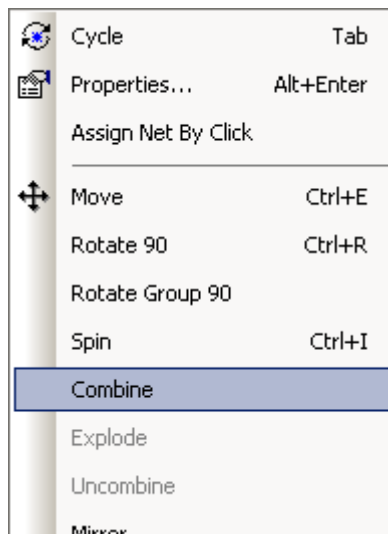 Cycle Tab
Properties... Alt+Enter
Assign Net By Click
Move Ctrl+E
Rotate 90 Ctrl+R
Rotate Group 90
Spin Ctrl+I
Combine
Explode
Uncombine
Mirror